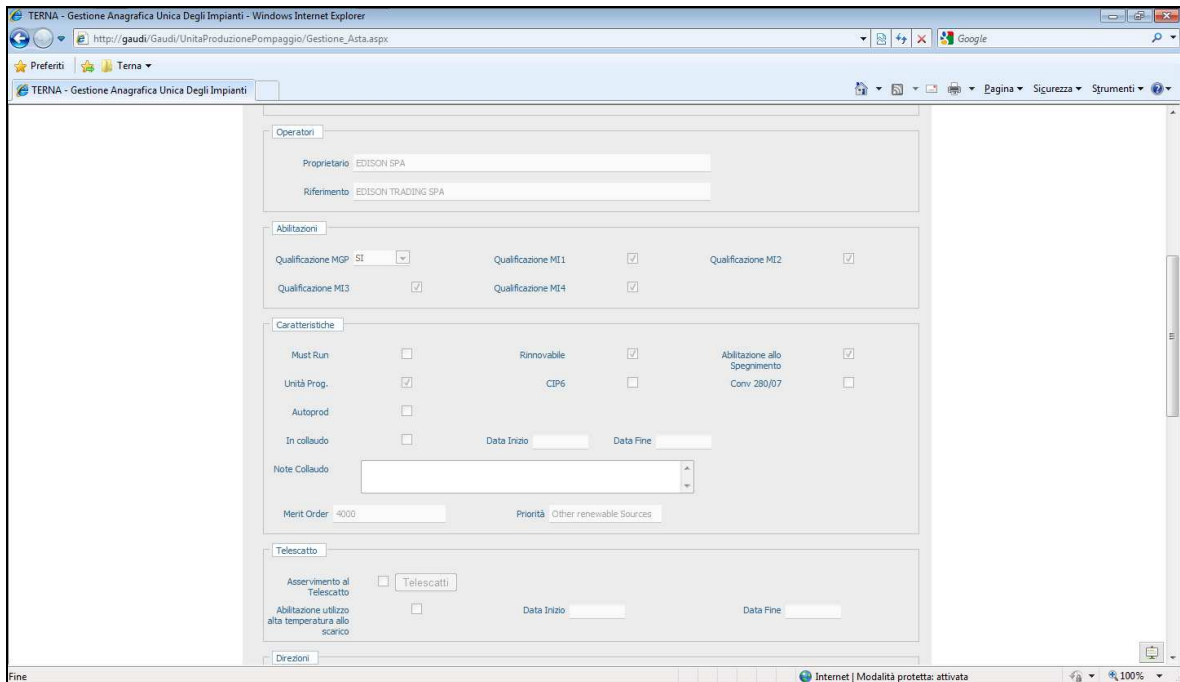 TERNA - Gestione Anagrafica Unica Degli Impianti - Windows Internet Explorer
http://gaudi/Gaudi/UnitaProduzionePompaggio/Gestione_Asta.aspx
Google
Preferiti Terna
TERNA - Gestione Anagrafica Unica Degli Impianti
Pagina Sicurezza Strumenti
Operatori
Proprietario EDISON SPA
Riferimento EDISON TRADING SPA
Abilitazioni
Qualificazione MGP SI Qualificazione MI1 Qualificazione MI2
Qualificazione MI3 Qualificazione MI4
Caratteristiche
Must Run Rinnovabile Abilitazione allo
Spegnimento
Unità Prog. CIP6 Conv 280/07
Autoprod
In collaudo Data Inizio Data Fine
Note Collaudo
Merit Order 4000 Priorità Other renewable Sources
Telescatto
Asservimento al
Telescatto
Telescatti
Abilitazione utilizzo
alta temperatura allo
scarico
Data Inizio Data Fine
Direzioni
Fine Internet | Modalità protetta: attivata 100%